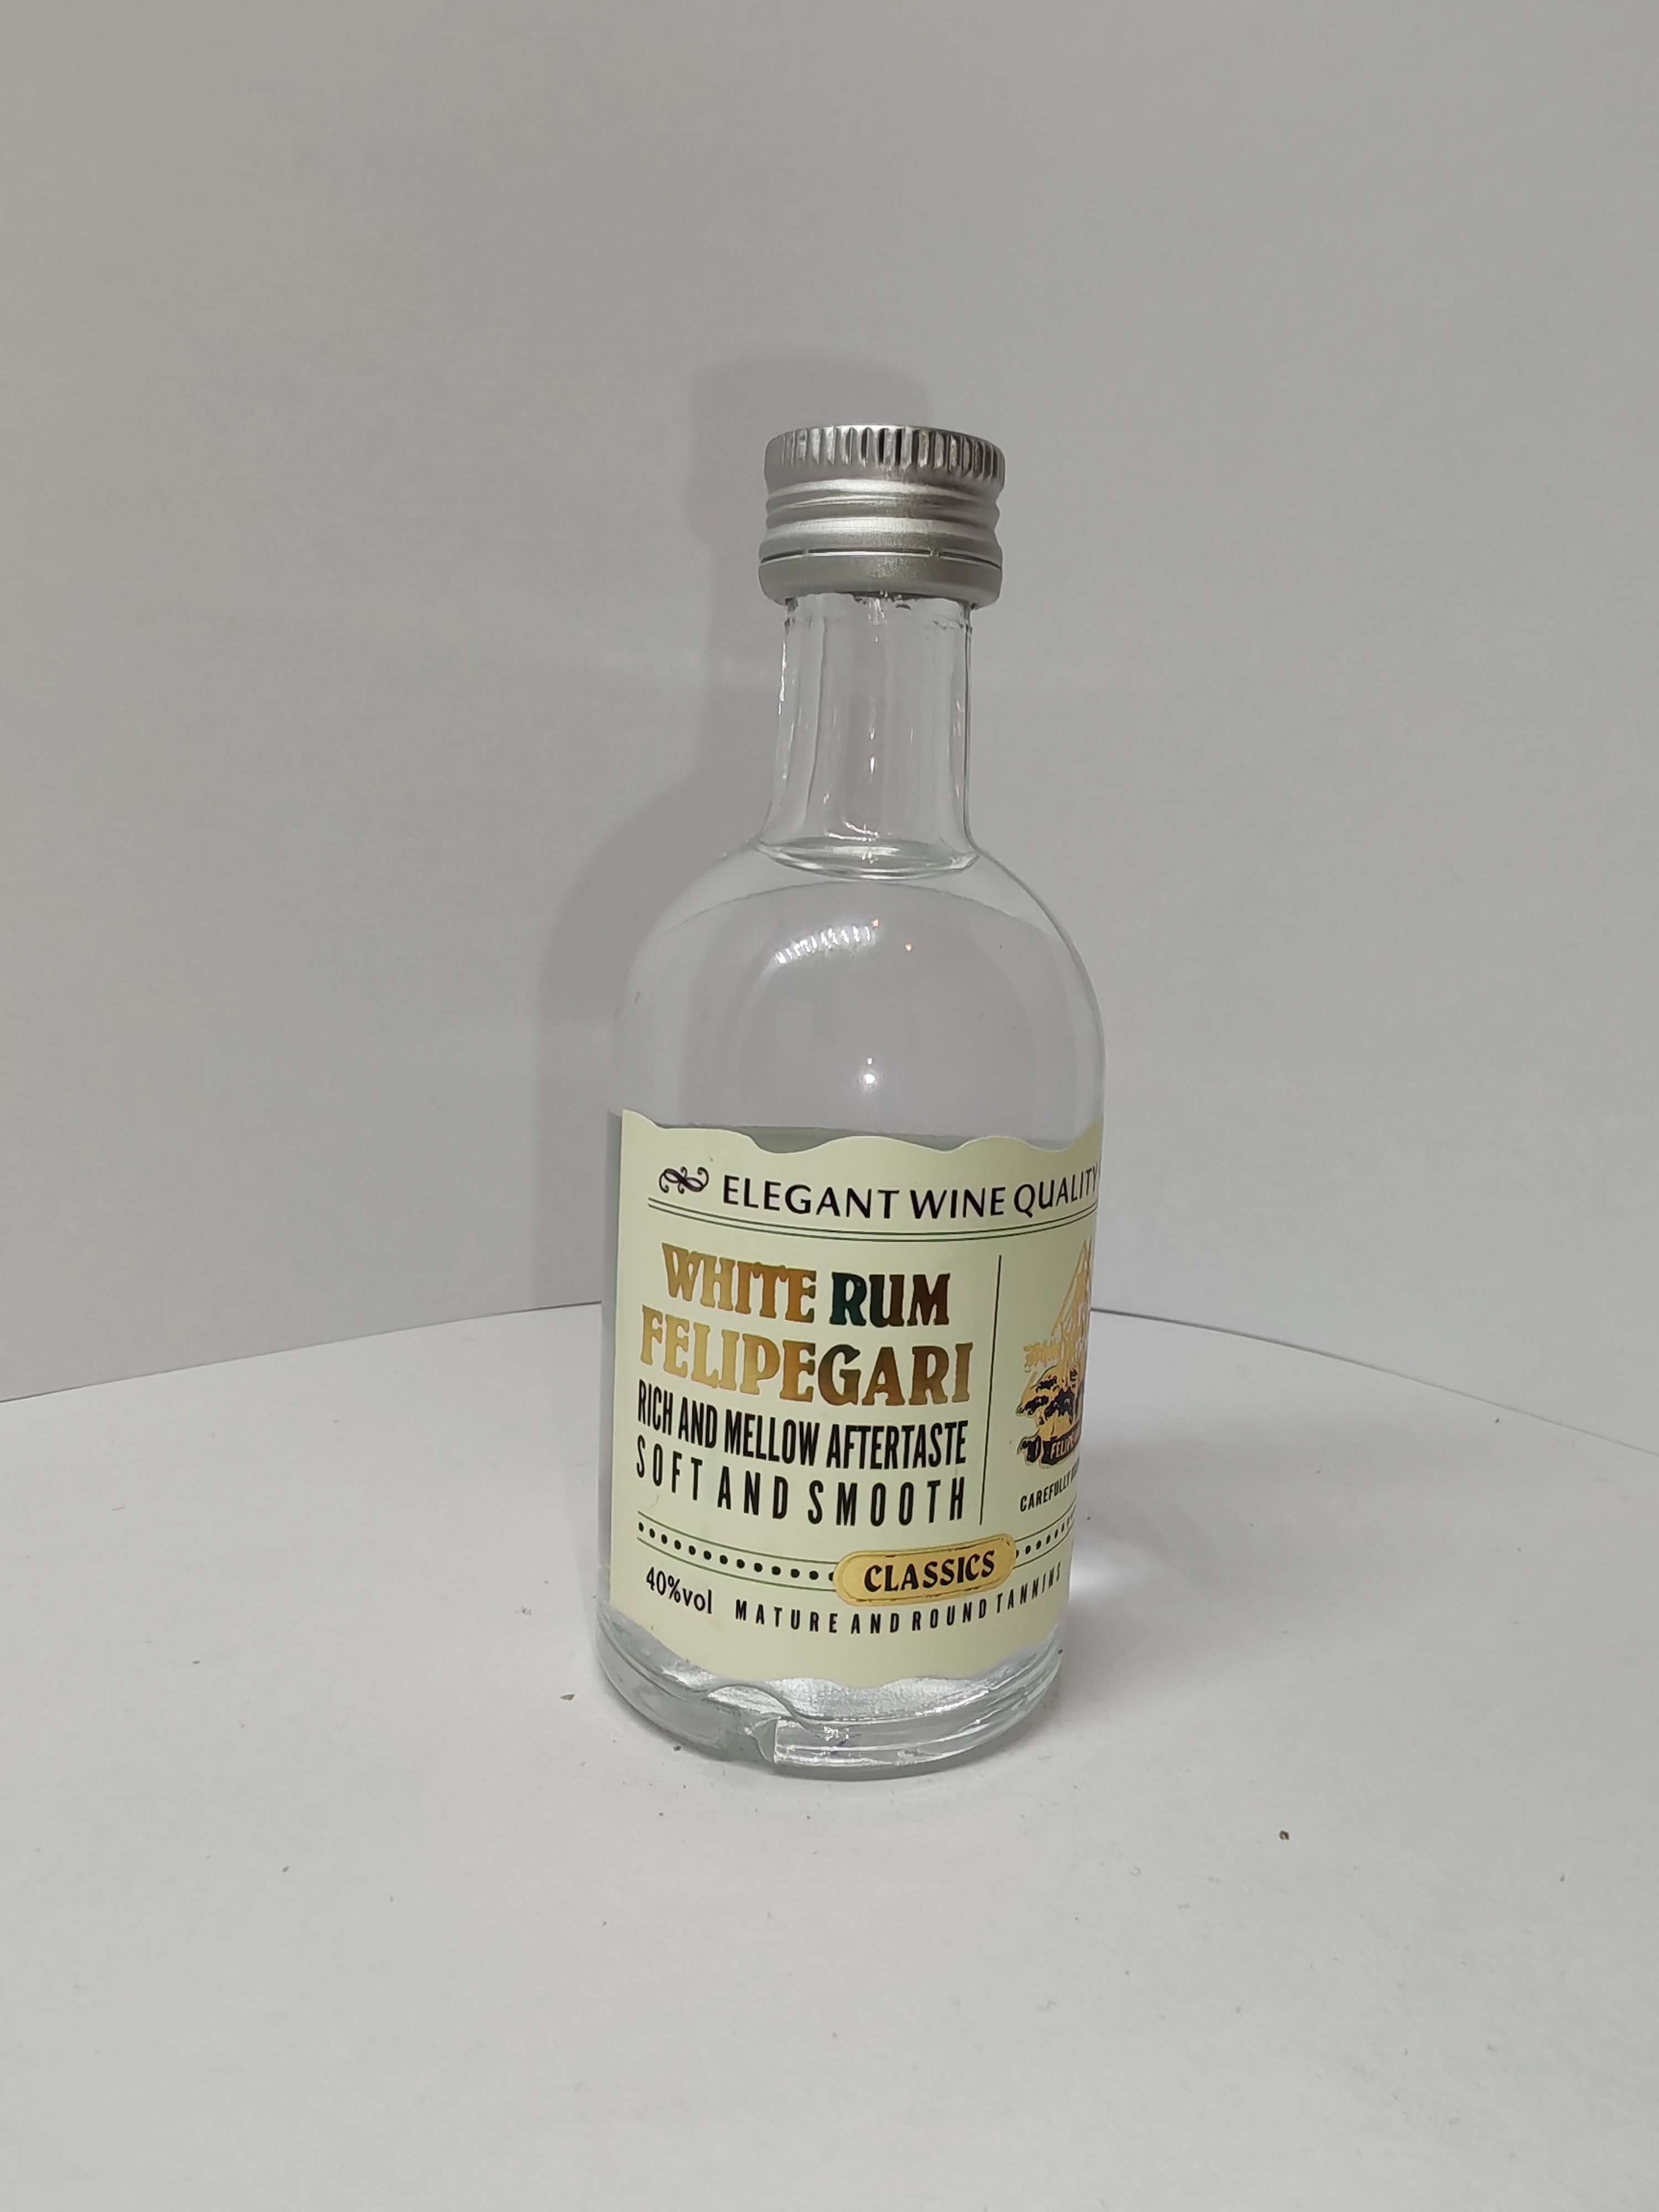 ELEGANT WINE QUALITY
WHITE RUM
FELIPEGARI
RICH AND MELLOW AFTERTASTE
SOFT AND SMOOTH
CAREFULLY
CLASSICS
40%vol
MATURE AND ROUND TANNINS